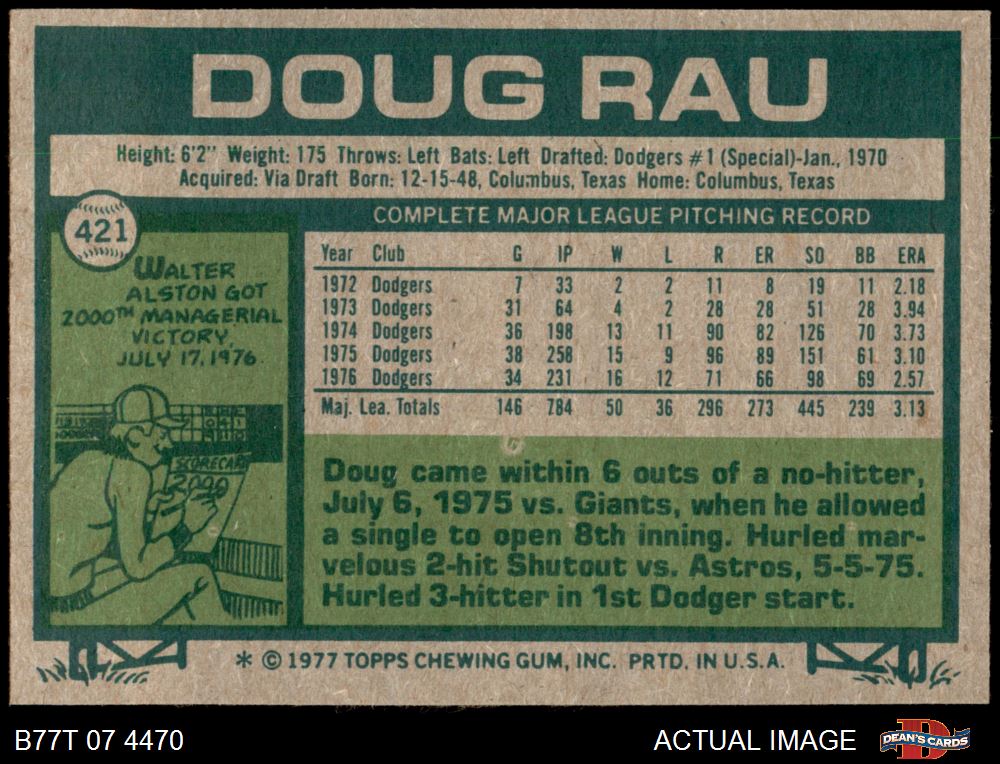 DOUG RAU
Height: 6'2" Weight: 175 Throws: Left Bats: Left Drafted: Dodgers #1 (Special)-Jan., 1970
Acquired: Via Draft Born: 12-15-48, Columbus, Texas Home: Columbus, Texas
421
WALTER
ALSTON GOT
2000TH MANAGERIAL
VICTORY,
JULY 17, 1976.
SCORECARD
2000
COMPLETE MAJOR LEAGUE PITCHING RECORD
Year Club G IP W L R ER SO BB ERA
1972 Dodgers 7 33 2 2 11 8 19 11 2.18
1973 Dodgers 31 64 4 2 28 28 51 28 3.94
1974 Dodgers 36 198 13 11 90 82 126 70 3.73
1975 Dodgers 38 258 15 9 96 89 151 61 3.10
1976 Dodgers 34 231 16 12 71 66 98 69 2.57
Maj. Lea. Totals 146 784 50 36 296 273 445 239 3.13
Doug came within 6 outs of a no-hitter,
July 6, 1975 vs. Giants, when he allowed
a single to open 8th inning. Hurled mar-
velous 2-hit Shutout vs. Astros, 5-5-75.
Hurled 3-hitter in 1st Dodger start.
* © 1977 TOPPS CHEWING GUM, INC. PRTD. IN U.S.A.
B77T 07 4470
ACTUAL IMAGE
D
DEAN'S CARDS